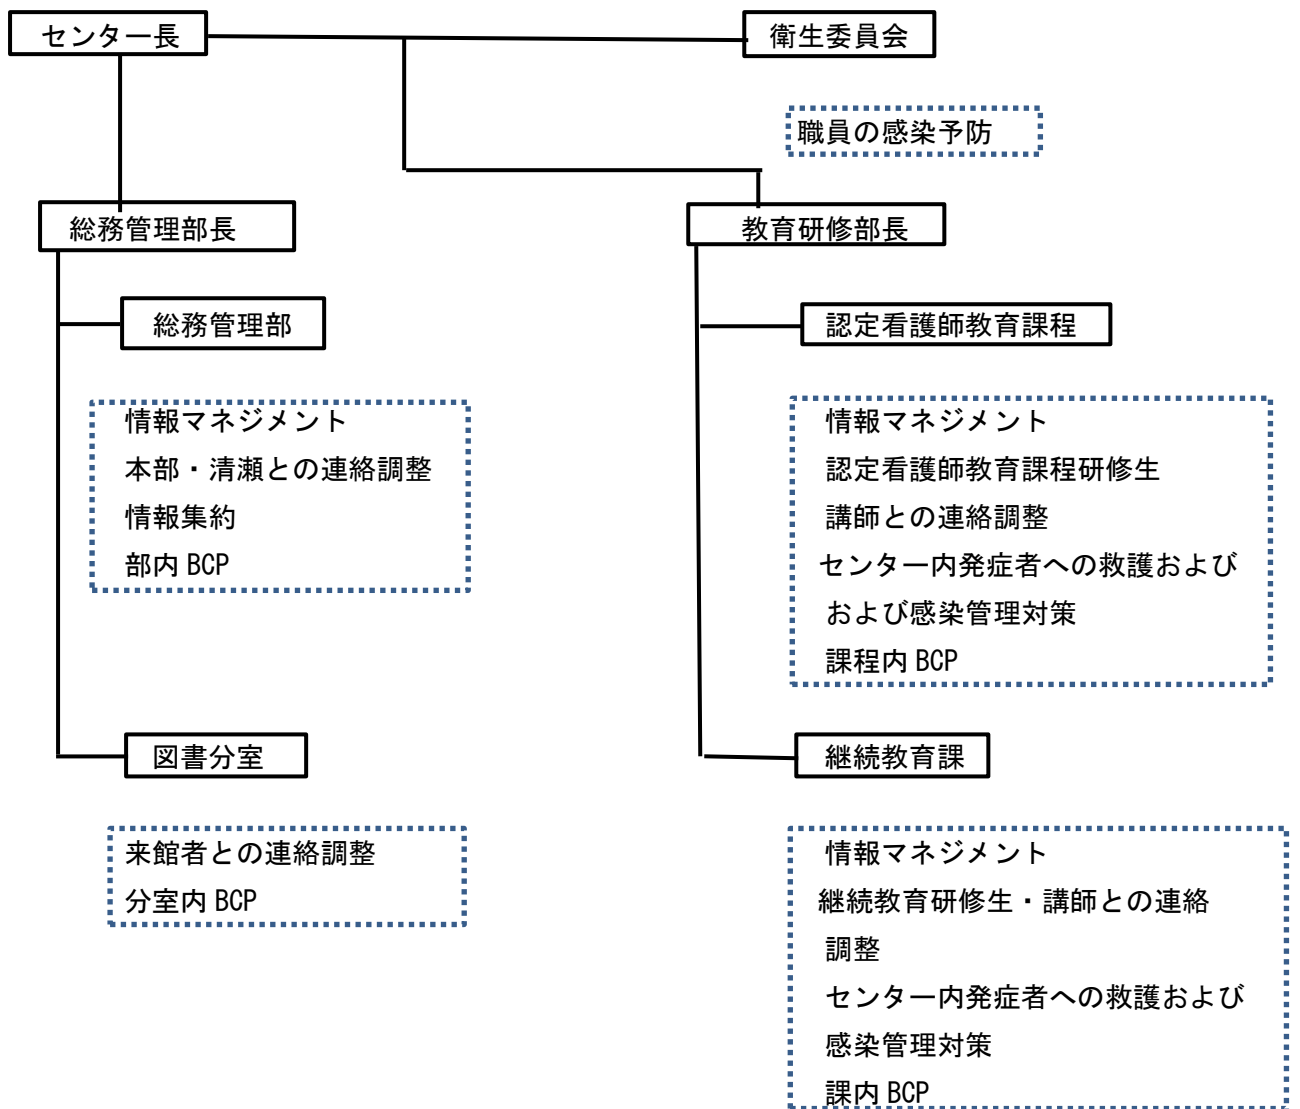 センター長
衛生委員会
職員の感染予防
総務管理部長
教育研修部長
総務管理部
認定看護師教育課程
情報マネジメント
本部・清瀬との連絡調整
情報集約
部内 BCP
情報マネジメント
認定看護師教育課程研修生
講師との連絡調整
センター内発症者への救護および
および感染管理対策
課程内 BCP
図書分室
継続教育課
来館者との連絡調整
分室内 BCP
情報マネジメント
継続教育研修生・講師との連絡
調整
センター内発症者への救護および
感染管理対策
課内 BCP